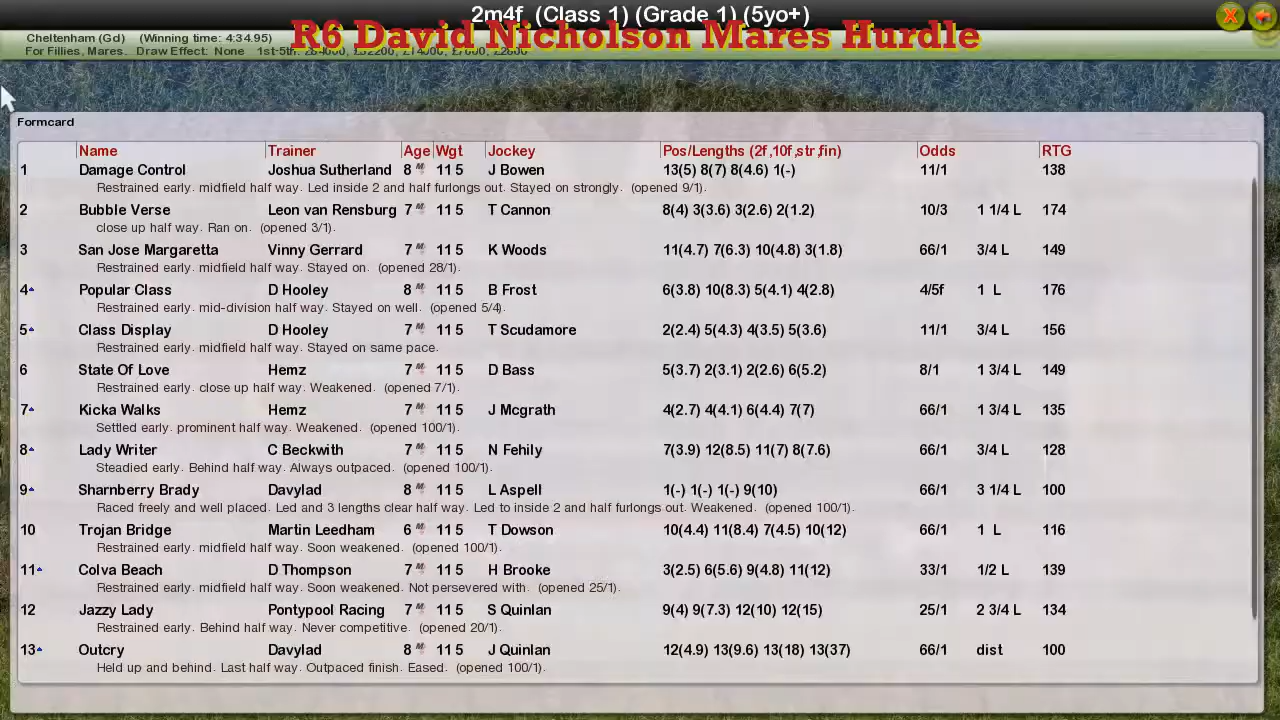 2m4f (Class 1) (Grade 1) (5yo+)
R6 David Nicholson Mares Hurdle
Cheltenham (Gd) (Winning time: 4:34.95)
For Fillies, Mares. Draw Effect: None 1st-5th:
Formcard
Name Trainer Age Wgt Jockey Pos/Lengths (2f,10f,str,fin) Odds RTG
1 Damage Control Joshua Sutherland 8 M 11 5 J Bowen 13(5) 8(7) 8(4.6) 1(-) 11/1 138
Restrained early. midfield half way. Led inside 2 and half furlongs out. Stayed on strongly. (opened 9/1).
2 Bubble Verse Leon van Rensburg 7 M 11 5 T Cannon 8(4) 3(3.6) 3(2.6) 2(1.2) 10/3 1 1/4 L 174
close up half way. Ran on. (opened 3/1).
3 San Jose Margaretta Vinny Gerrard 7 M 11 5 K Woods 11(4.7) 7(6.3) 10(4.8) 3(1.8) 66/1 3/4 L 149
Restrained early. midfield half way. Stayed on. (opened 28/1).
4 Popular Class D Hooley 8 M 11 5 B Frost 6(3.8) 10(8.3) 5(4.1) 4(2.8) 4/5f 1 L 176
Restrained early. mid-division half way. Stayed on well. (opened 5/4).
5 Class Display D Hooley 7 M 11 5 T Scudamore 2(2.4) 5(4.3) 4(3.5) 5(3.6) 11/1 3/4 L 156
Restrained early. midfield half way. Stayed on same pace.
6 State Of Love Hemz 7 M 11 5 D Bass 5(3.7) 2(3.1) 2(2.6) 6(5.2) 8/1 1 3/4 L 149
Restrained early. close up half way. Weakened. (opened 7/1).
7 Kicka Walks Hemz 7 M 11 5 J Mcgrath 4(2.7) 4(4.1) 6(4.4) 7(7) 66/1 1 3/4 L 135
Settled early. prominent half way. Weakened. (opened 100/1).
8 Lady Writer C Beckwith 7 M 11 5 N Fehily 7(3.9) 12(8.5) 11(7) 8(7.6) 66/1 3/4 L 128
Steadied early. Behind half way. Always outpaced. (opened 100/1).
9 Sharnberry Brady Davylad 8 M 11 5 L Aspell 1(-) 1(-) 1(-) 9(10) 66/1 3 1/4 L 100
Raced freely and well placed. Led and 3 lengths clear half way. Led to inside 2 and half furlongs out. Weakened. (opened 100/1).
10 Trojan Bridge Martin Leedham 6 M 11 5 T Dowson 10(4.4) 11(8.4) 7(4.5) 10(12) 66/1 1 L 116
Restrained early. midfield half way. Soon weakened. (opened 100/1).
11 Colva Beach D Thompson 7 M 11 5 H Brooke 3(2.5) 6(5.6) 9(4.8) 11(12) 33/1 1/2 L 139
Restrained early. midfield half way. Soon weakened. Not persevered with. (opened 25/1).
12 Jazzy Lady Pontypool Racing 7 M 11 5 S Quinlan 9(4) 9(7.3) 12(10) 12(15) 25/1 2 3/4 L 134
Restrained early. Behind half way. Never competitive. (opened 20/1).
13 Outcry Davylad 8 M 11 5 J Quinlan 12(4.9) 13(9.6) 13(18) 13(37) 66/1 dist 100
Held up and behind. Last half way. Outpaced finish. Eased. (opened 100/1).